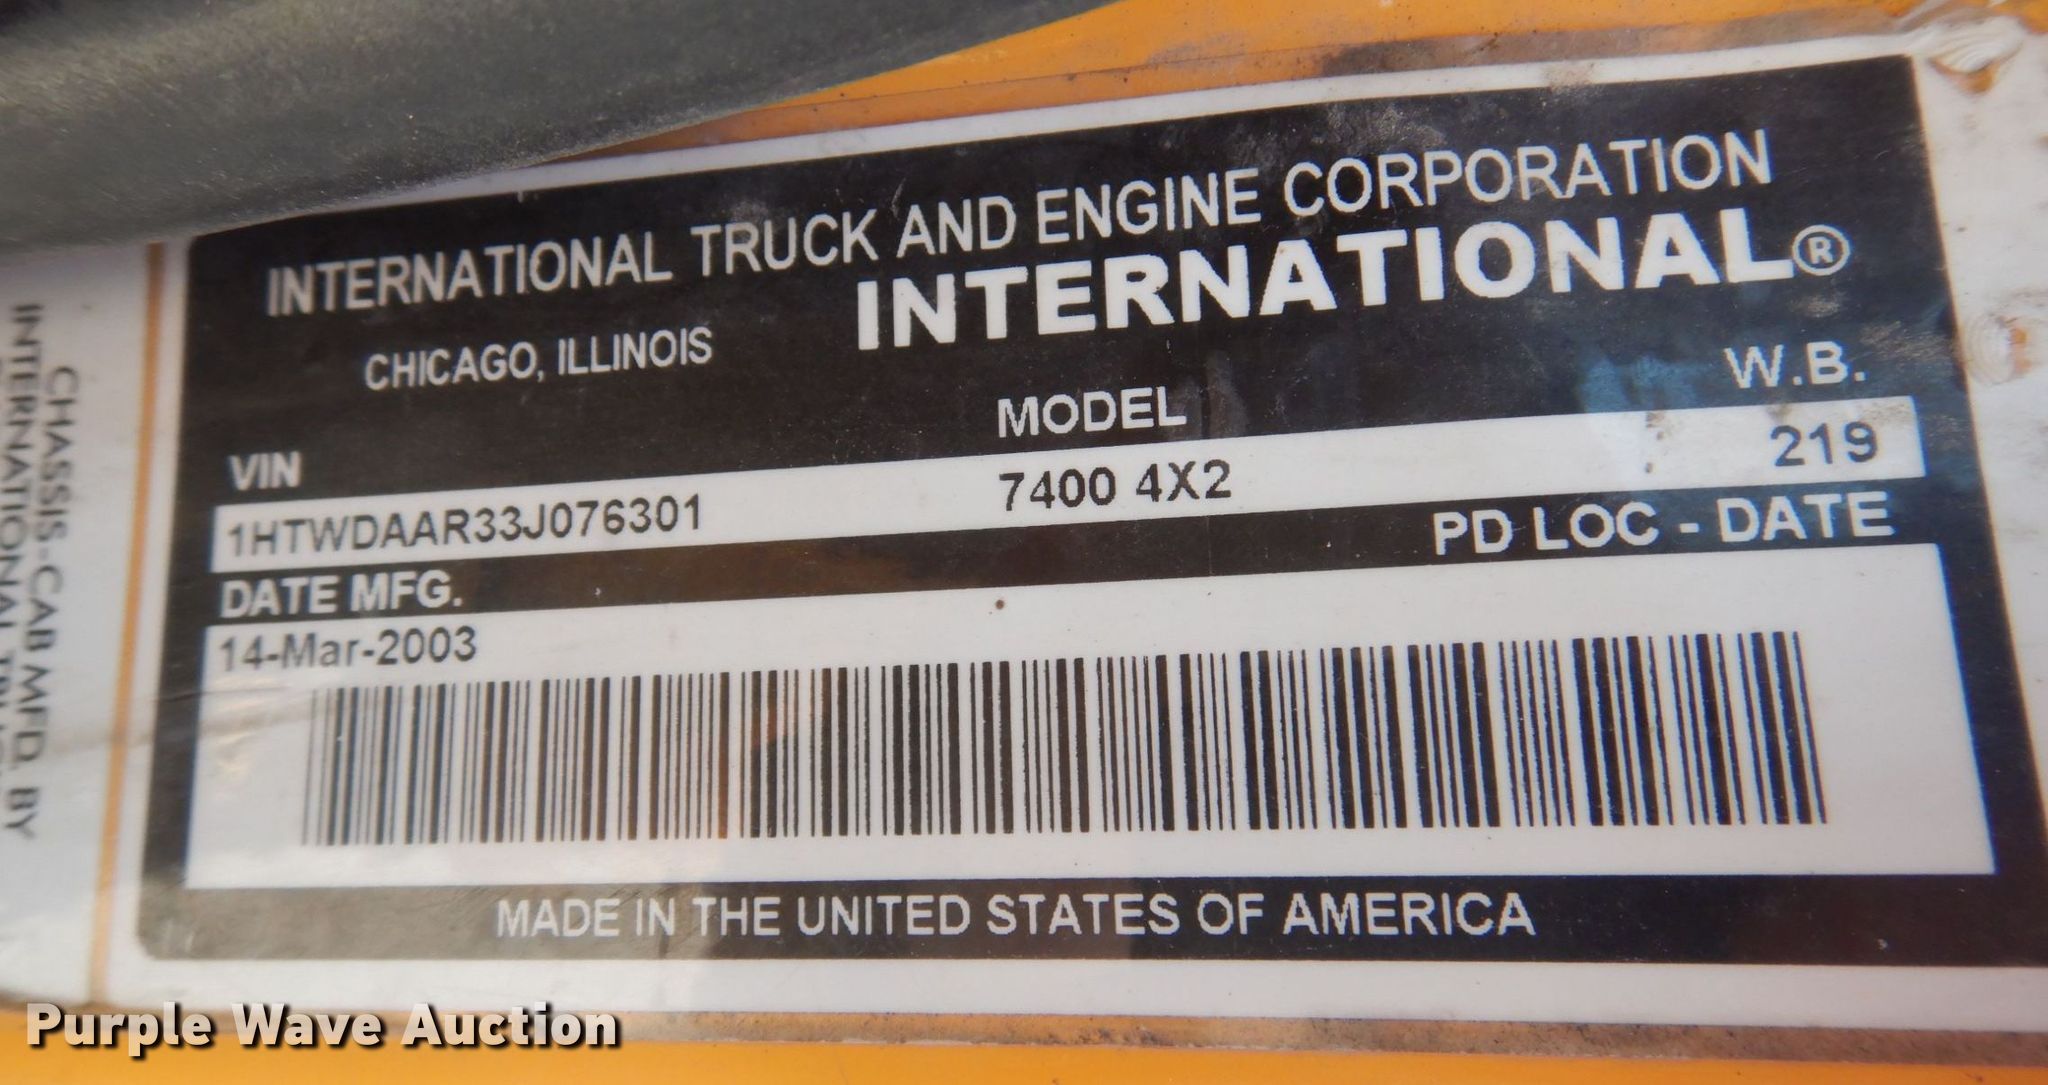 INTERNATIONAL TRUCK AND ENGINE CORPORATION
CHICAGO, ILLINOIS
INTERNATIONAL®
VIN
MODEL
W.B.
1HTWDAAR33J076301
7400 4X2
219
DATE MFG.
PD LOC - DATE
14-Mar-2003
MADE IN THE UNITED STATES OF AMERICA
CHASSIS-CAB MFD. BY
INTERNATIONAL
Purple Wave Auction